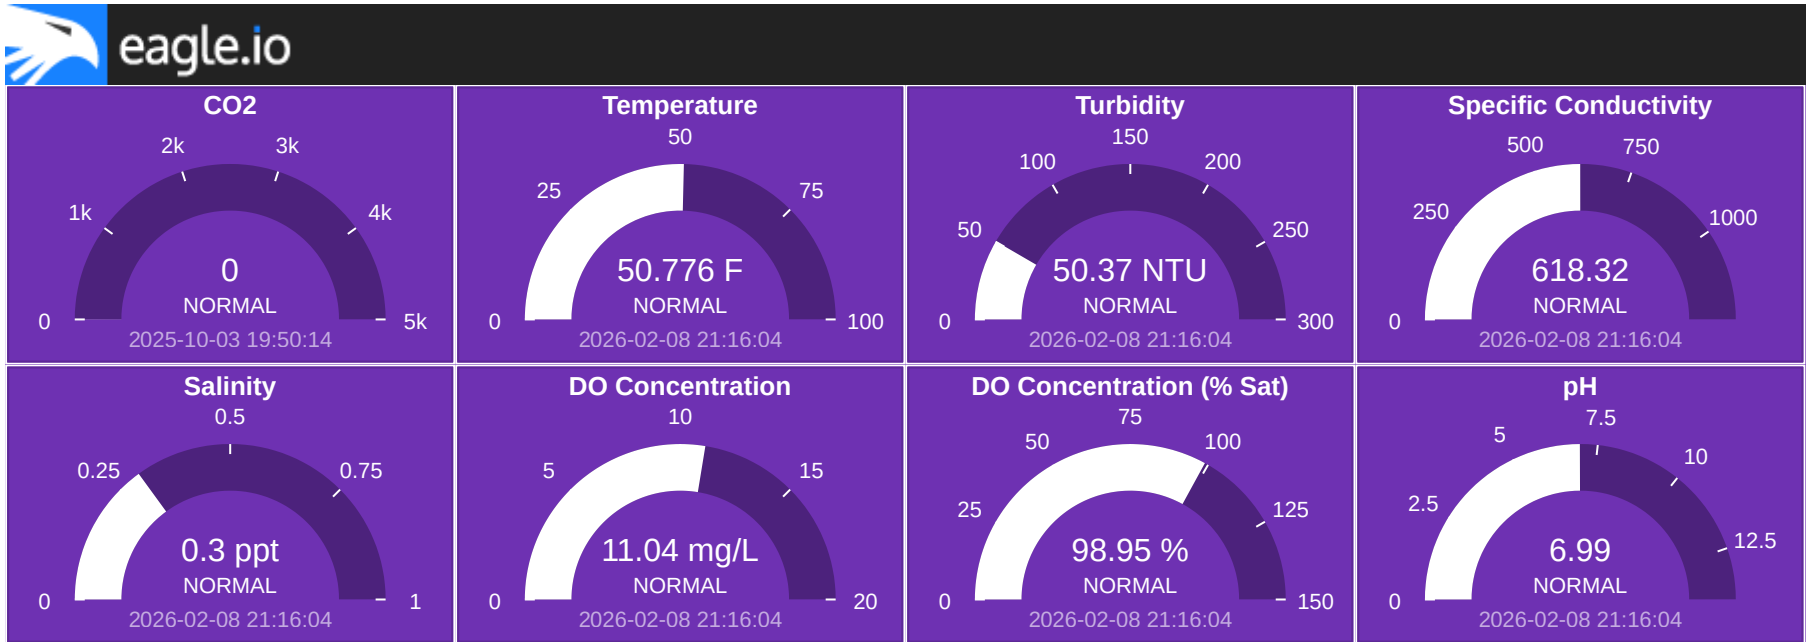 eagle.io
CO2
2k
3k
1k
4k
0
NORMAL
0
5k
2025-10-03 19:50:14
Temperature
50
25
75
50.776 F
NORMAL
0
100
2026-02-08 21:16:04
Turbidity
150
100
200
50
250
50.37 NTU
NORMAL
0
300
2026-02-08 21:16:04
Specific Conductivity
500
750
250
1000
618.32
NORMAL
0
2026-02-08 21:16:04
Salinity
0.5
0.25
0.75
0.3 ppt
NORMAL
0
1
2026-02-08 21:16:04
DO Concentration
10
5
15
11.04 mg/L
NORMAL
0
20
2026-02-08 21:16:04
DO Concentration (% Sat)
75
50
100
25
125
98.95 %
NORMAL
0
150
2026-02-08 21:16:04
pH
7.5
5
10
2.5
12.5
6.99
NORMAL
0
2026-02-08 21:16:04